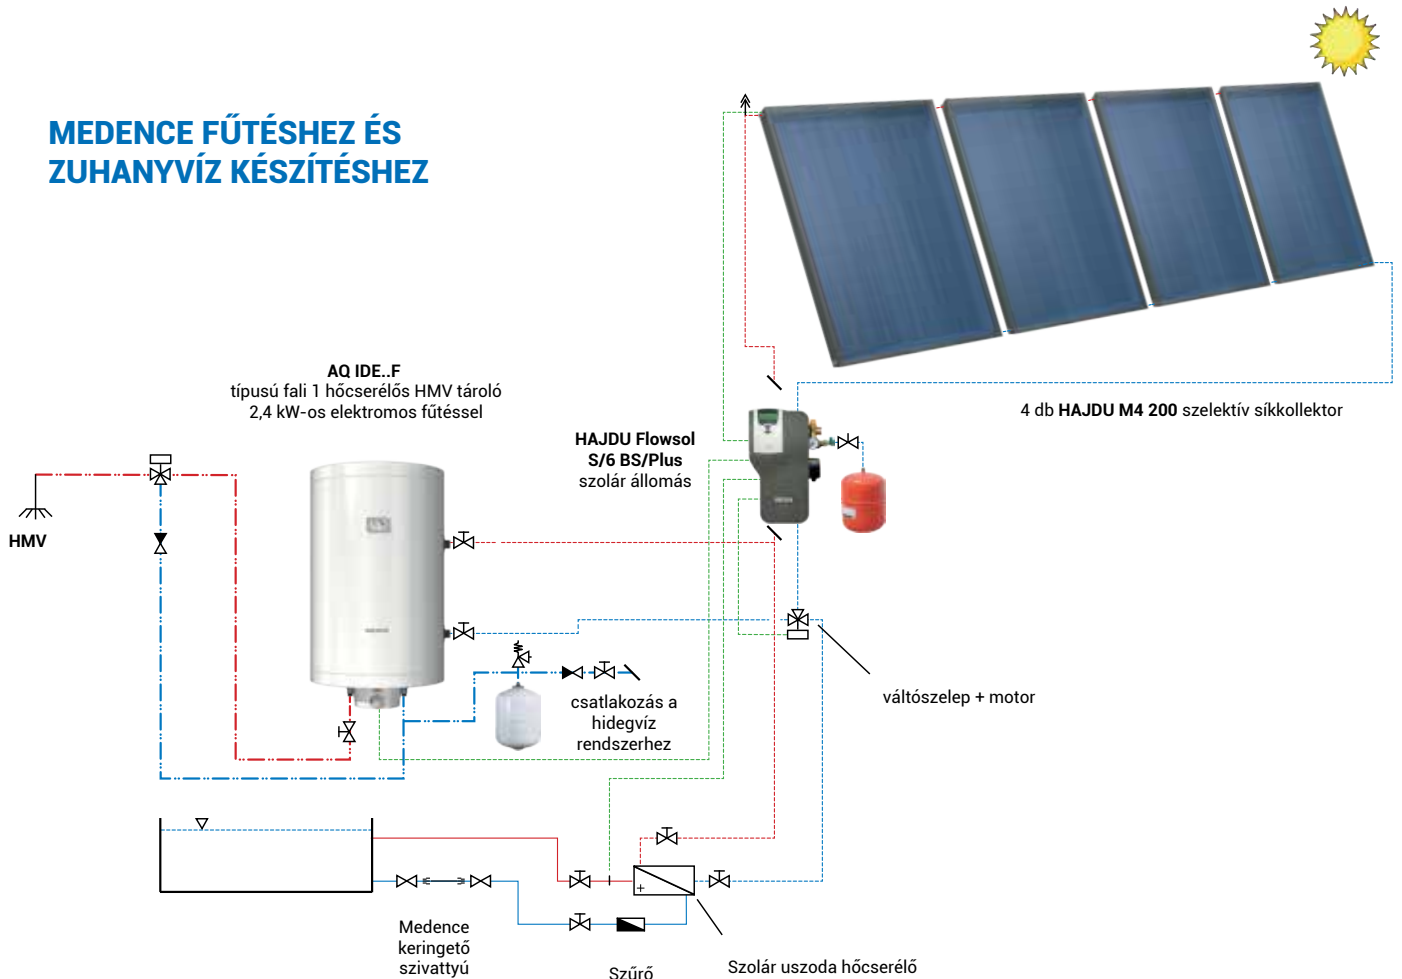 MEDENCE FŰTÉSHEZ ÉS
ZUHANYVÍZ KÉSZÍTÉSHEZ
AQ IDE..F
típusú fali 1 hőcserélős HMV tároló
2,4 kW-os elektromos fűtéssel
4 db HAJDU M4 200 szelektív síkkollektor
HAJDU Flowsol
S/6 BS/Plus
szolár állomás
HMV
váltószelep + motor
csatlakozás a
hidegvíz
rendszerhez
Medence
keringető
szivattyú
Szűrő
Szolár uszoda hőcserélő